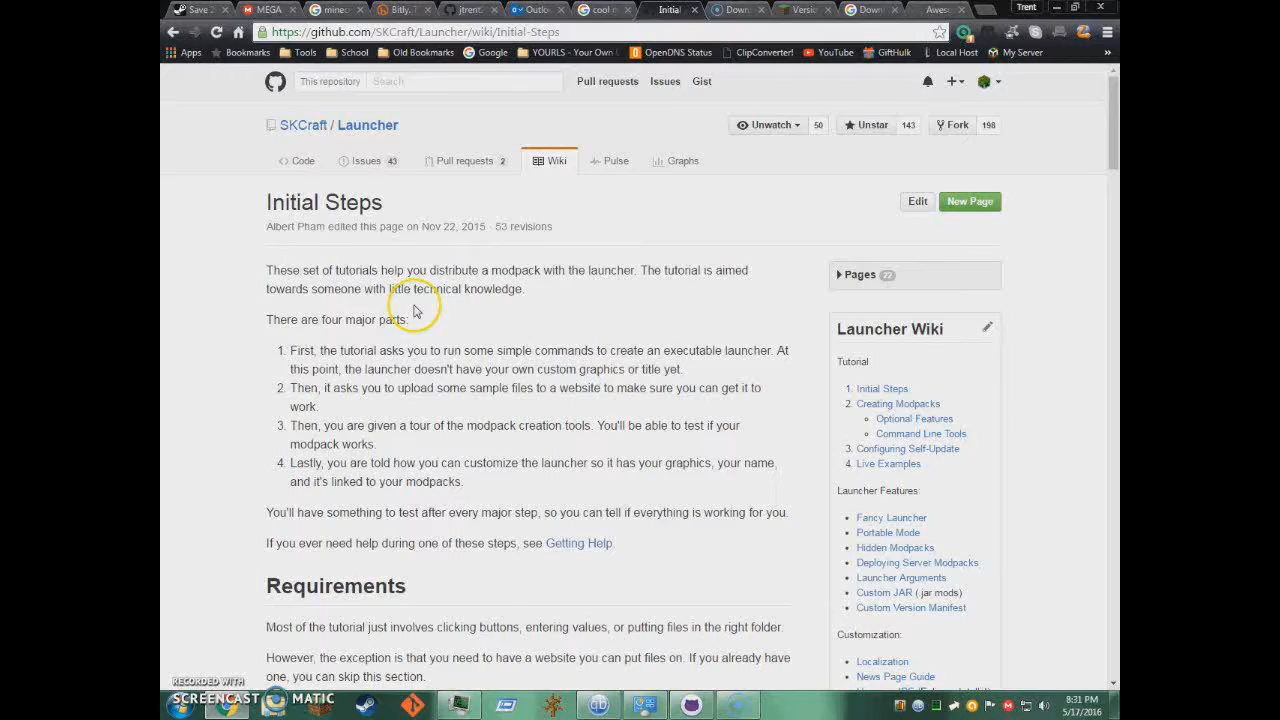 Save 2
MEGA
minec
Bitly. T
jtrent
Outlo
cool m
Initial
Down
Versi
Down
Awes
Trent
https://github.com/SKCraft/Launcher/wiki/Initial-Steps
Apps Bookmarks Tools School Old Bookmarks Google YOURLS - Your Own OpenDNS Status ClipConverter! YouTube GiftHulk Local Host My Server »
This repository Search Pull requests Issues Gist
SKCraft / Launcher Unwatch 50 Unstar 143 Fork 198
Code Issues 43 Pull requests 2 Wiki Pulse Graphs
Initial Steps Edit New Page
Albert Pham edited this page on Nov 22, 2015 · 53 revisions
These set of tutorials help you distribute a modpack with the launcher. The tutorial is aimed
towards someone with little technical knowledge.
There are four major parts:
1. First, the tutorial asks you to run some simple commands to create an executable launcher. At
this point, the launcher doesn't have your own custom graphics or title yet.
2. Then, it asks you to upload some sample files to a website to make sure you can get it to
work.
3. Then, you are given a tour of the modpack creation tools. You'll be able to test if your
modpack works.
4. Lastly, you are told how you can customize the launcher so it has your graphics, your name,
and it's linked to your modpacks.
You'll have something to test after every major step, so you can tell if everything is working for you.
If you ever need help during one of these steps, see Getting Help.
Requirements
Most of the tutorial just involves clicking buttons, entering values, or putting files in the right folder.
However, the exception is that you need to have a website you can put files on. If you already have
one, you can skip this section.
Pages 22
Launcher Wiki
Tutorial
1. Initial Steps
2. Creating Modpacks
Optional Features
Command Line Tools
3. Configuring Self-Update
4. Live Examples
Launcher Features:
Fancy Launcher
Portable Mode
Hidden Modpacks
Deploying Server Modpacks
Launcher Arguments
Custom JAR (.jar mods)
Custom Version Manifest
Customization:
Localization
News Page Guide
RECORDED WITH
SCREENCAST MATIC
8:31 PM
5/17/2016